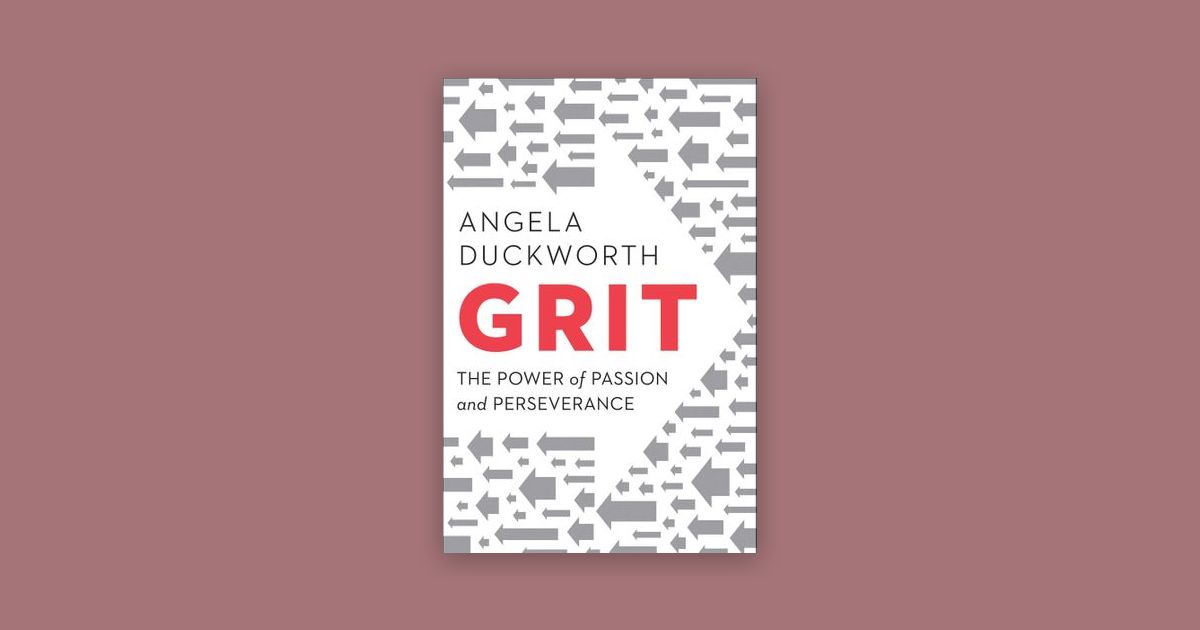 ANGELA
DUCKWORTH
GRIT
THE POWER of PASSION
and PERSEVERANCE